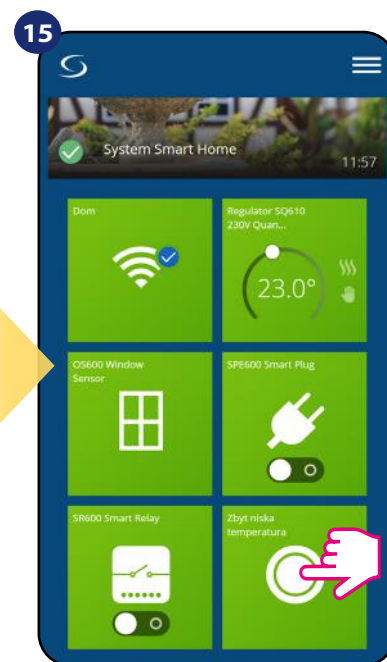 15
System Smart Home
11:57
Dom
Regulator SQ610
230V Quan...
23.0°
OS600 Window
Sensor
SPE600 Smart Plug
SR600 Smart Relay
Zbyt niska
temperatura